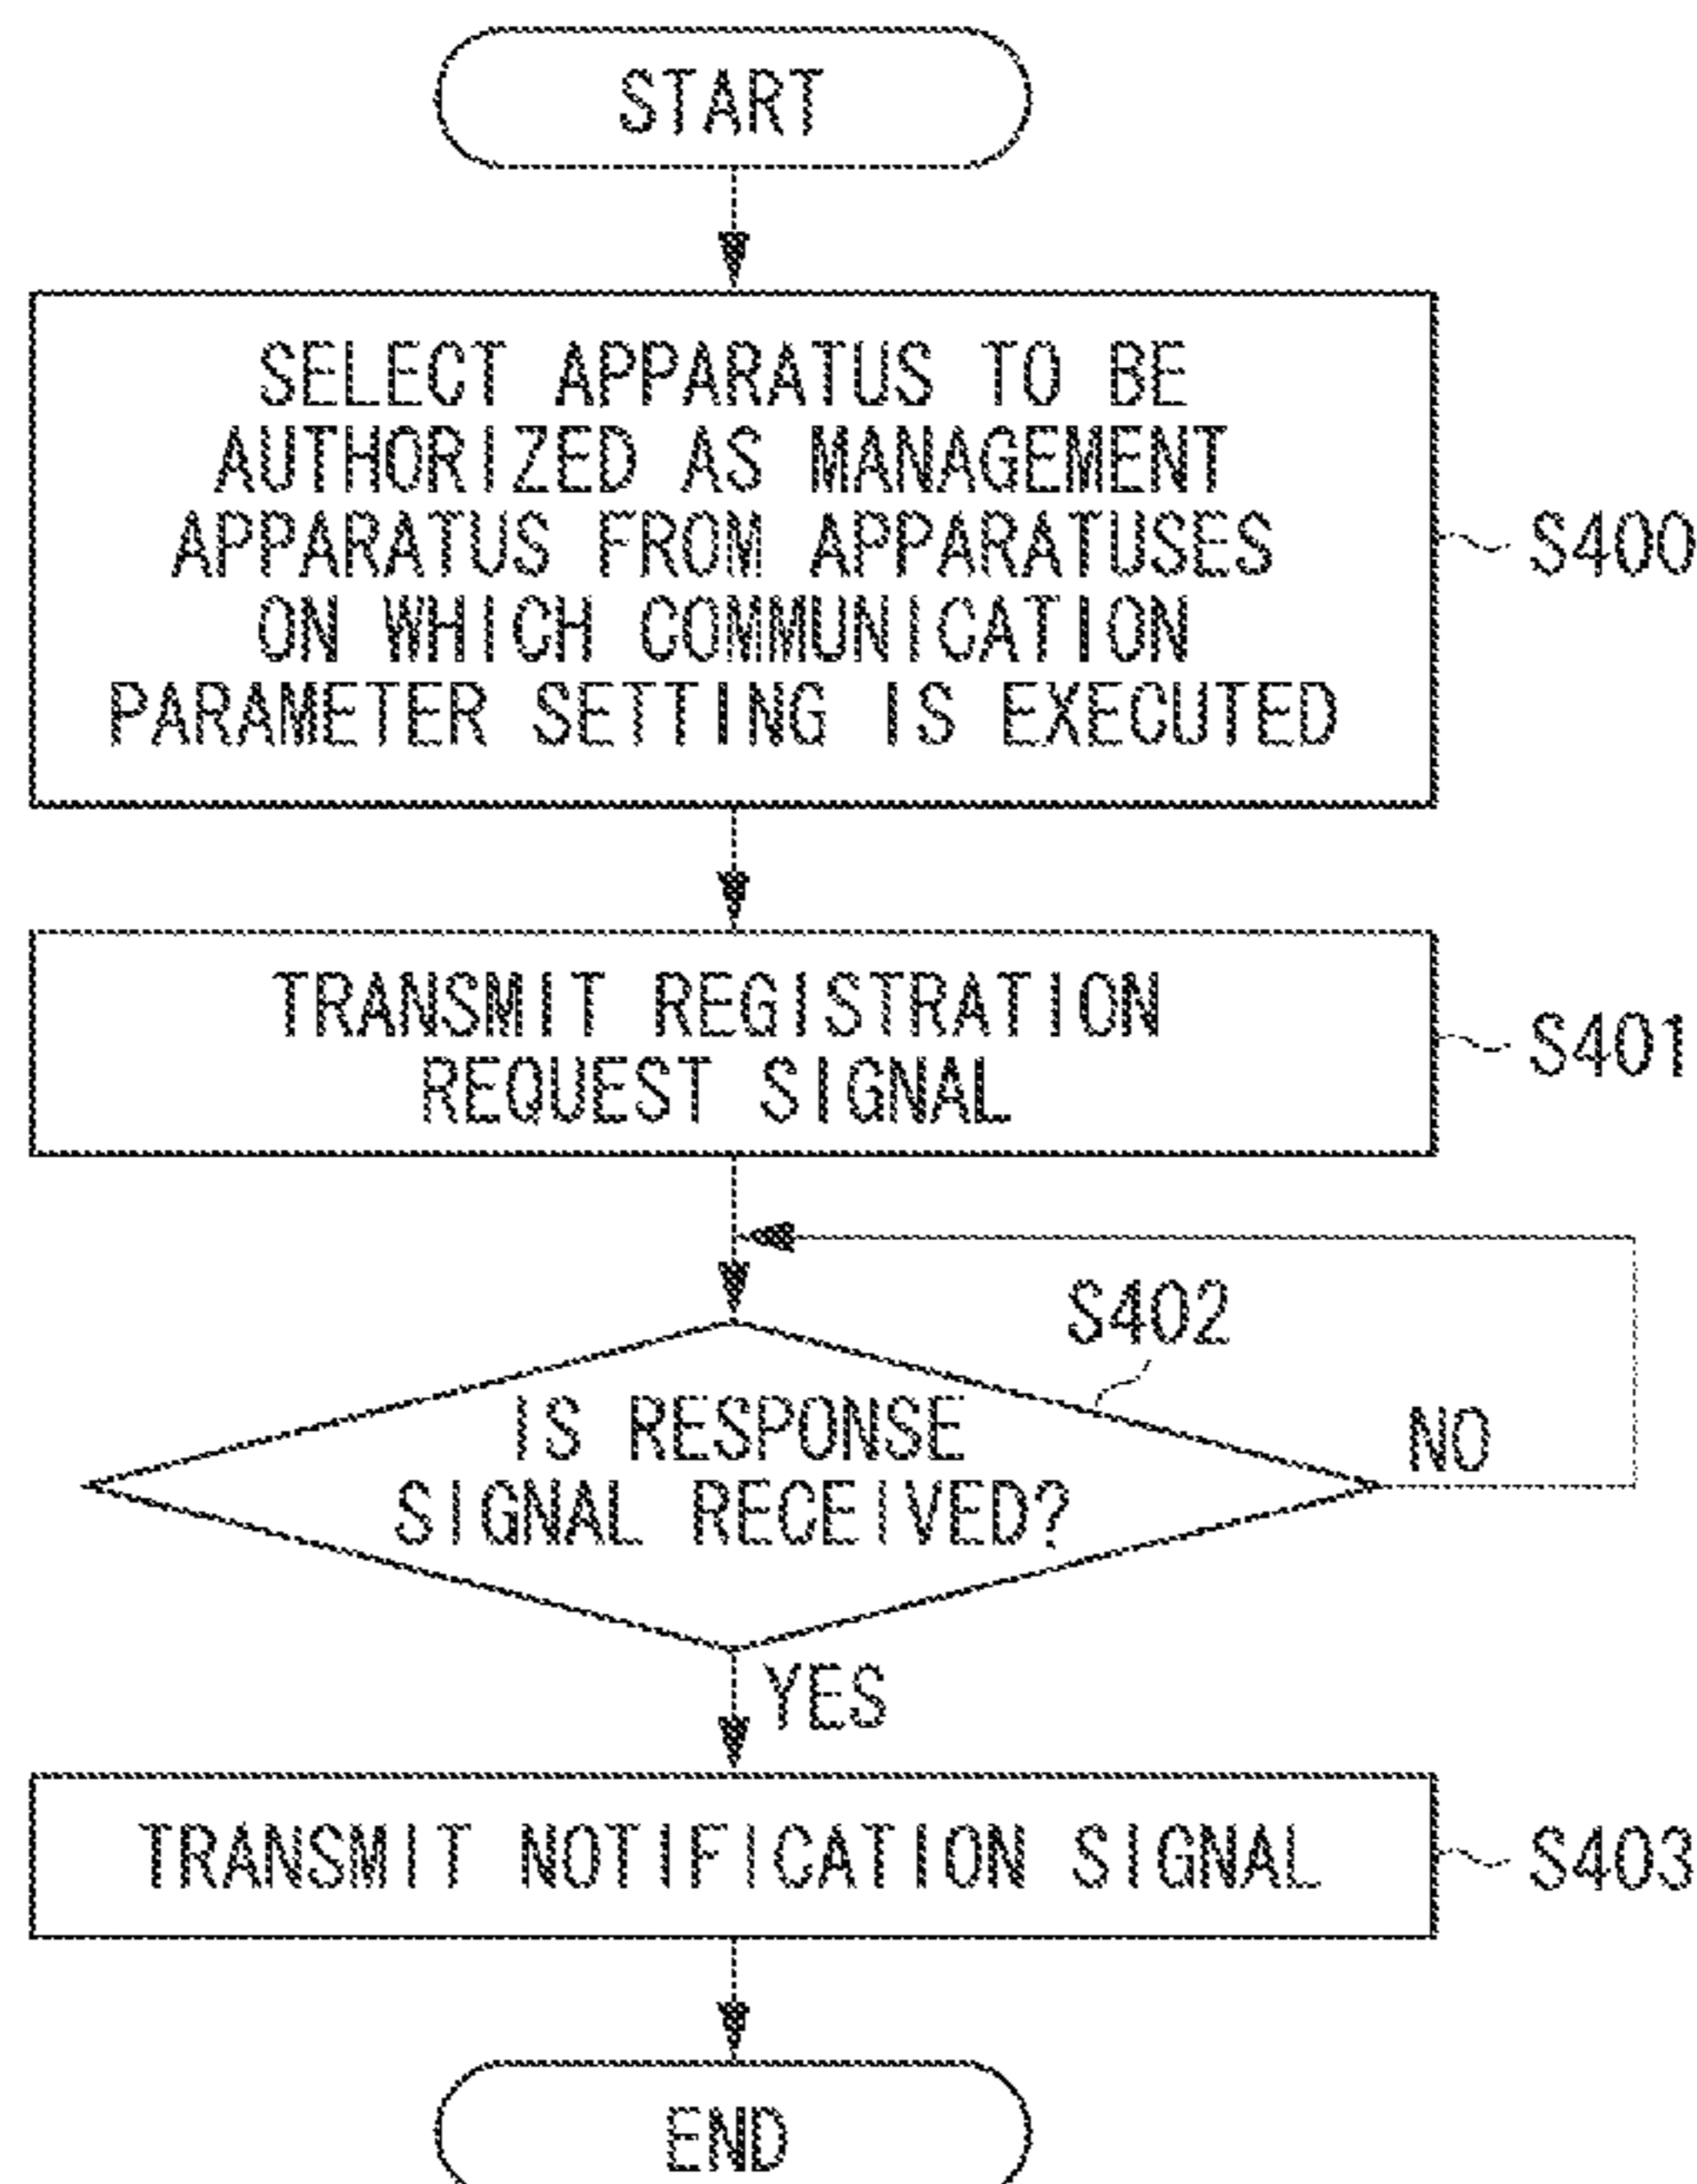 START
SELECT APPARATUS TO BE
AUTHORIZED AS MANAGEMENT
APPARATUS FROM APPARATUSES
ON WHICH COMMUNICATION
PARAMETER SETTING IS EXECUTED
S400
TRANSMIT REGISTRATION
REQUEST SIGNAL
S401
S402
IS RESPONSE
SIGNAL RECEIVED?
NO
YES
TRANSMIT NOTIFICATION SIGNAL
S403
END